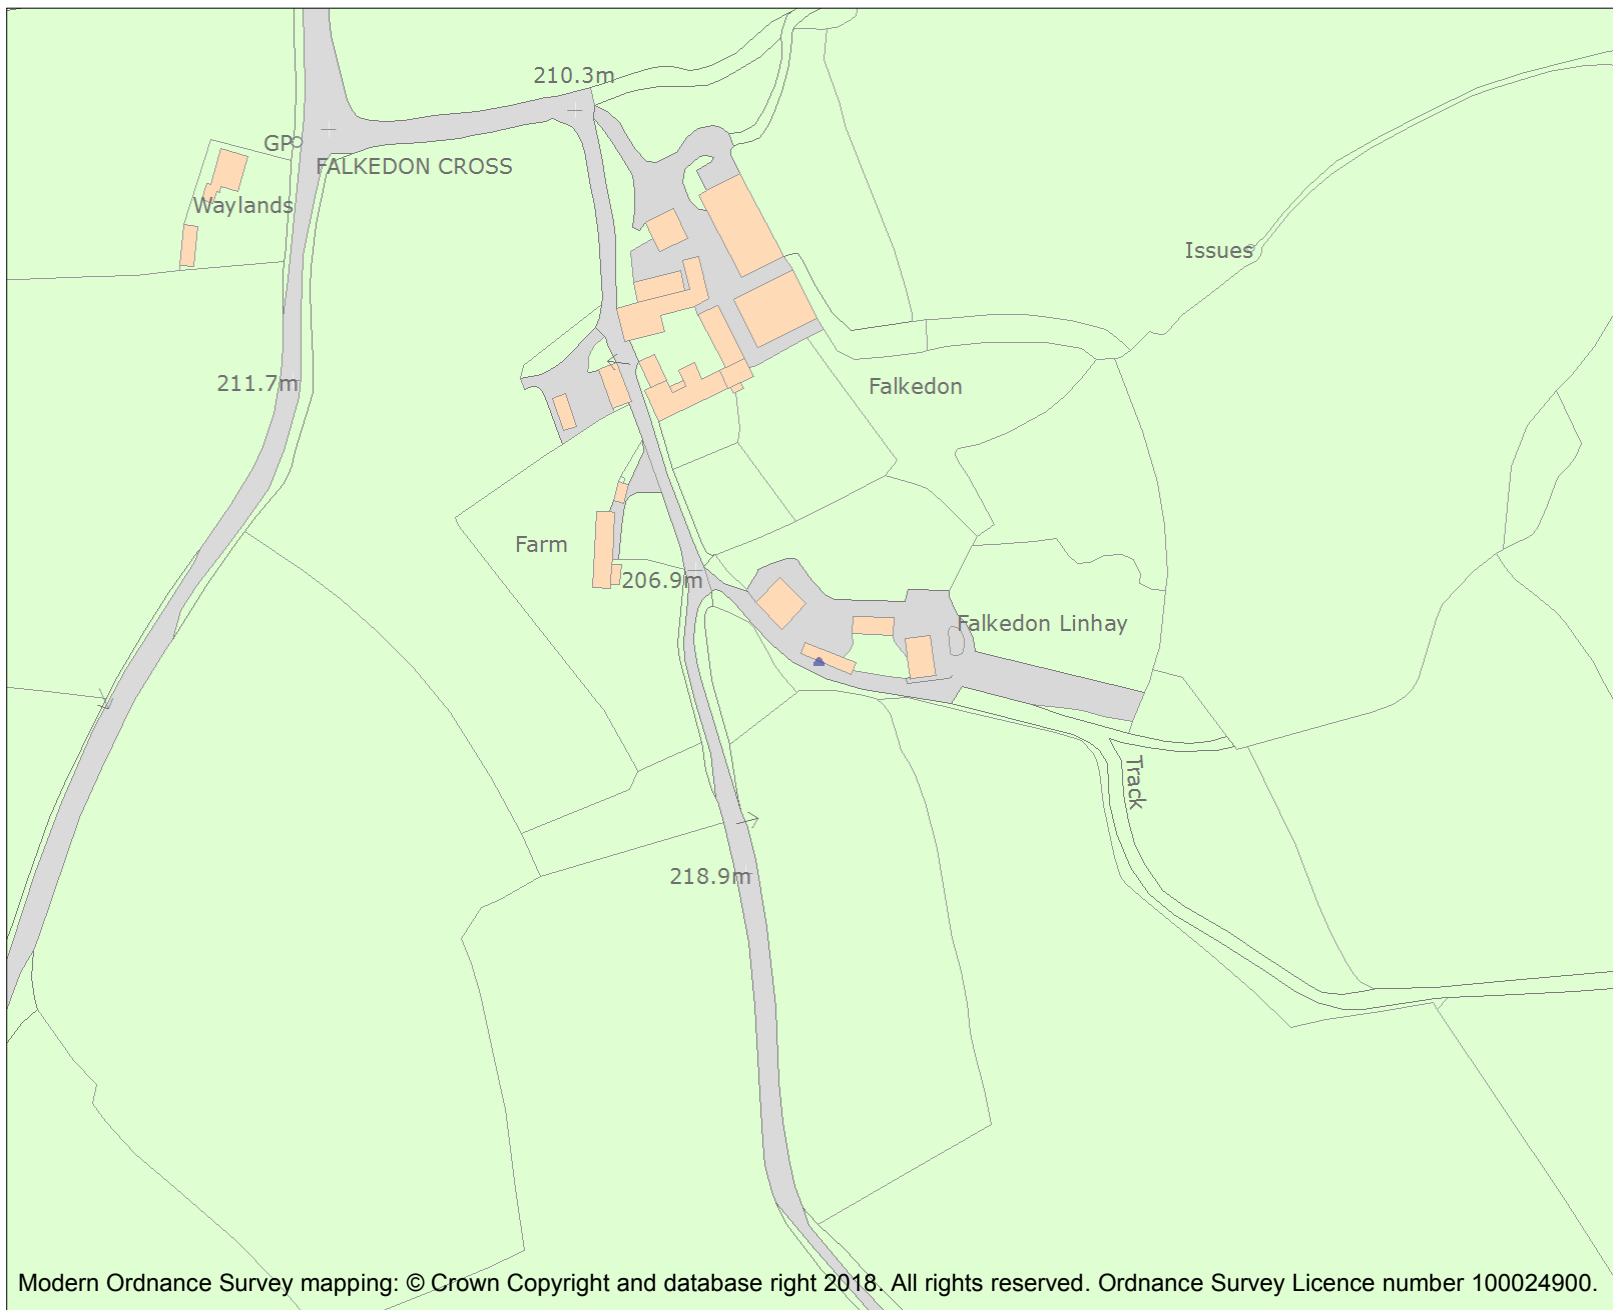 210.3m
GP
FALKEDON CROSS
Waylands
Issues
211.7m
Falkedon
Farm
206.9m
Falkedon Linhay
Track
218.9m
Modern Ordnance Survey mapping: © Crown Copyright and database right 2018. All rights reserved. Ordnance Survey Licence number 100024900.